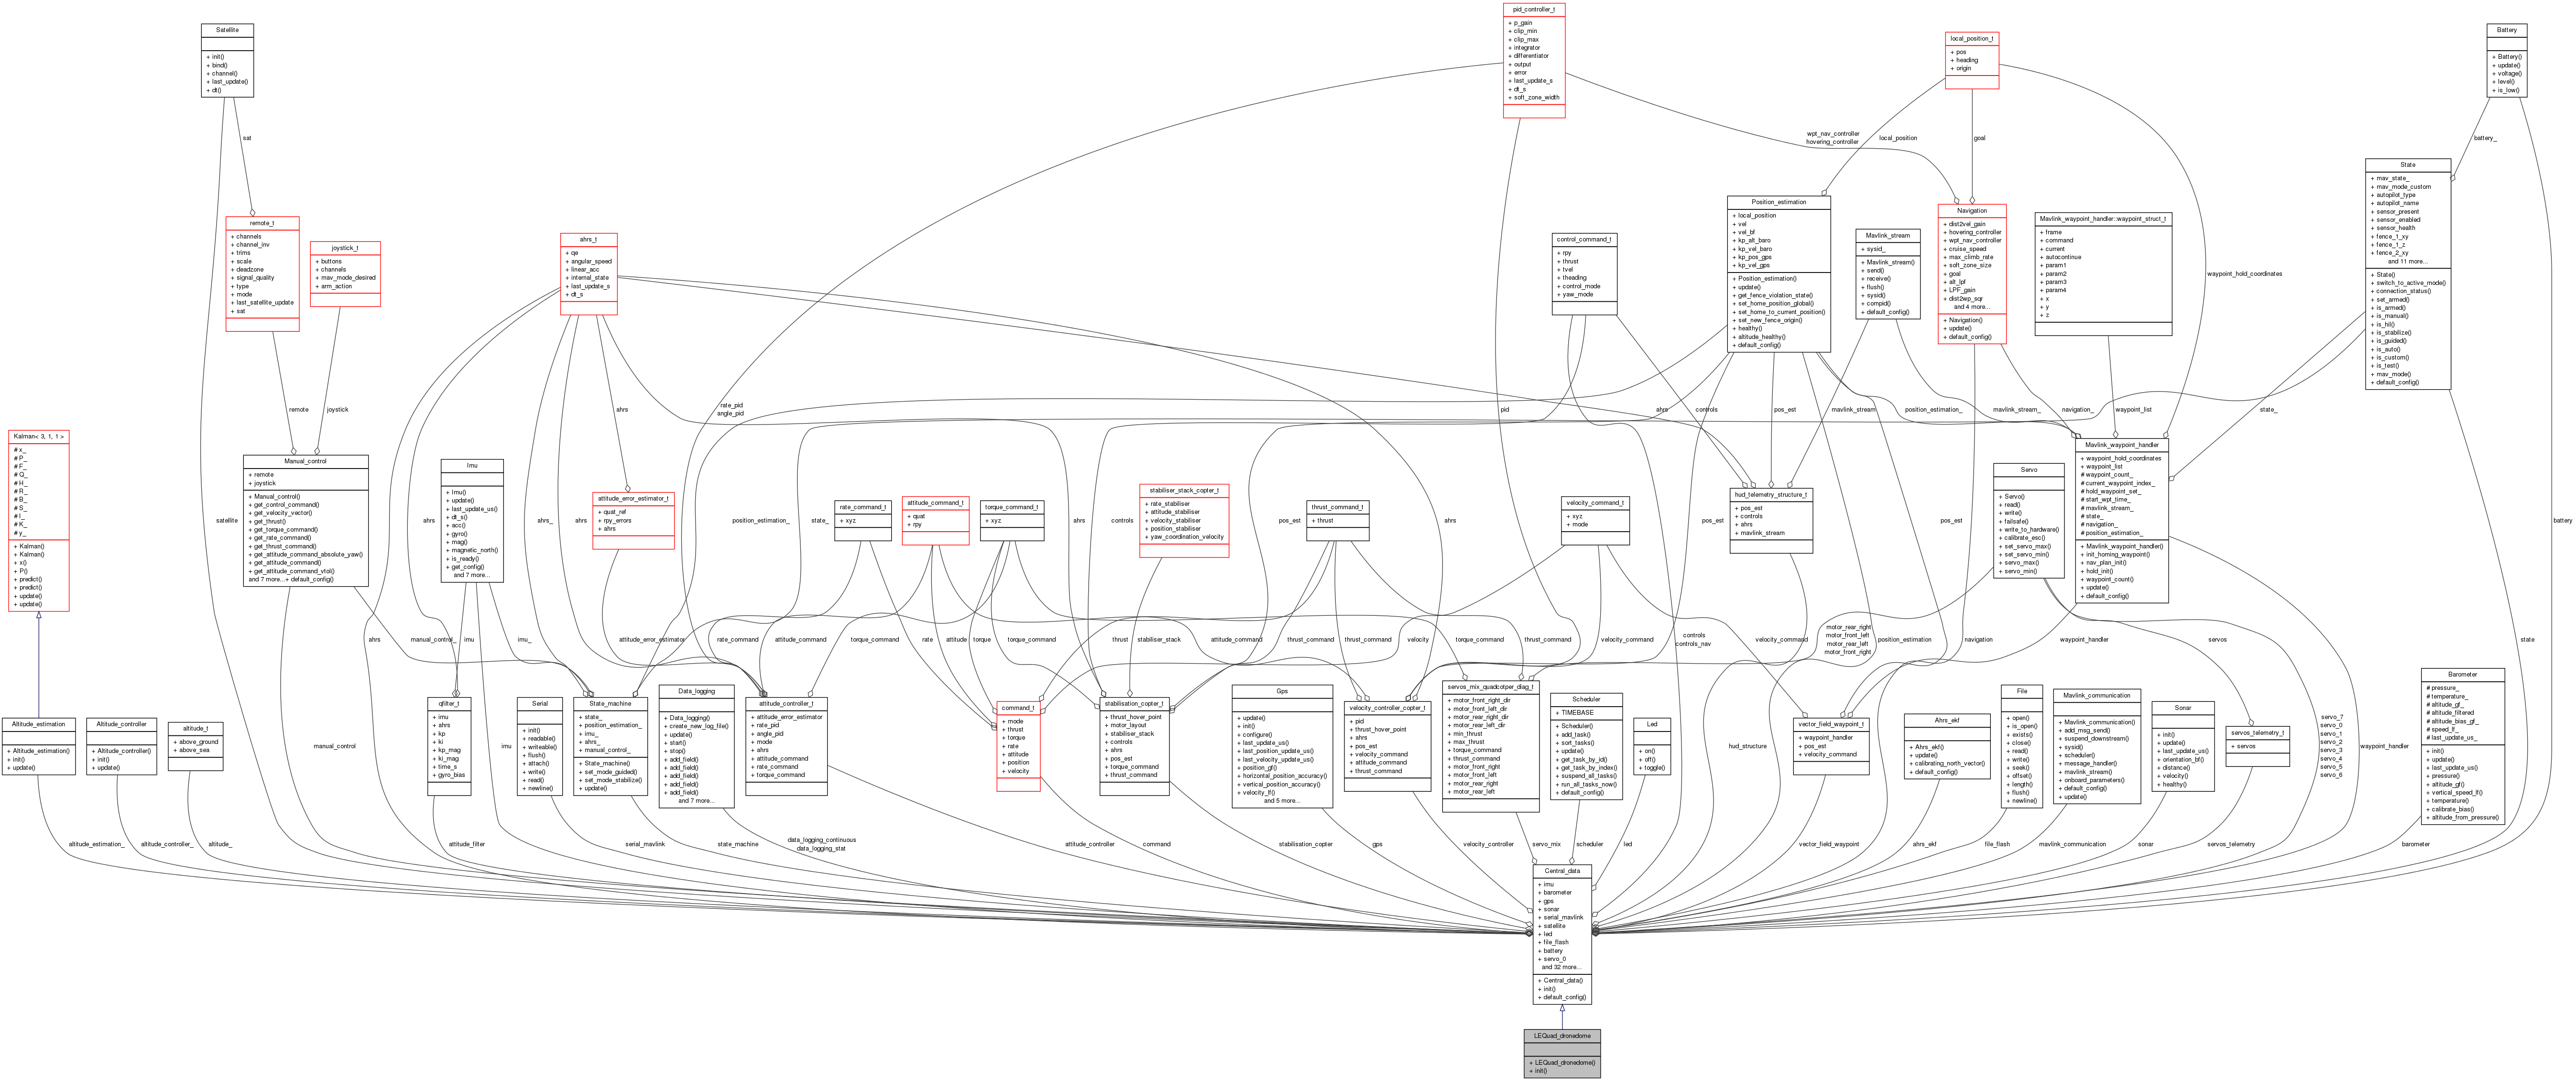 Satellite
+ init()
+ bind()
+ channel()
+ last_update()
+ dt()
pid_controller_t
+ p_gain
+ clip_min
+ clip_max
+ integrator
+ differentiator
+ output
+ error
+ last_update_s
+ dt_s
+ soft_zone_width
local_position_t
+ pos
+ heading
+ origin
Battery
+ Battery()
+ update()
+ voltage()
+ level()
+ is_low()
sat
wpt_nav_controller
hovering_controller
local_position
goal
battery_
State
+ mav_state_
+ mav_mode_custom
+ autopilot_type
+ autopilot_name
+ sensor_present
+ sensor_enabled
+ sensor_health
+ fence_1_xy
+ fence_1_z
+ fence_2_xy
and 11 more...
+ State()
+ switch_to_active_mode()
+ connection_status()
+ set_armed()
+ is_armed()
+ is_manual()
+ is_hil()
+ is_stabilize()
+ is_guided()
+ is_auto()
+ is_custom()
+ is_test()
+ mav_mode()
+ default_config()
remote_t
+ channels
+ channel_inv
+ trims
+ scale
+ deadzone
+ signal_quality
+ type
+ mode
+ last_satellite_update
+ sat
joystick_t
+ buttons
+ channels
+ mav_mode_desired
+ arm_action
ahrs_t
+ qe
+ angular_speed
+ linear_acc
+ internal_state
+ last_update_s
+ dt_s
control_command_t
+ rpy
+ thrust
+ tvel
+ theading
+ control_mode
+ yaw_mode
Position_estimation
+ local_position
+ vel
+ vel_bf
+ kp_alt_baro
+ kp_vel_baro
+ kp_pos_gps
+ kp_vel_gps
+ Position_estimation()
+ update()
+ get_fence_violation_state()
+ set_home_position_global()
+ set_home_to_current_position()
+ set_new_fence_origin()
+ healthy()
+ altitude_healthy()
+ default_config()
Mavlink_stream
+ sysid_
+ Mavlink_stream()
+ send()
+ receive()
+ flush()
+ sysid()
+ compid()
+ default_config()
Navigation
+ dist2vel_gain
+ hovering_controller
+ wpt_nav_controller
+ cruise_speed
+ max_climb_rate
+ soft_zone_size
+ goal
+ alt_lpf
+ LPF_gain
+ dist2wp_sqr
and 4 more...
+ Navigation()
+ update()
+ default_config()
Mavlink_waypoint_handler::waypoint_struct_t
+ frame
+ command
+ current
+ autocontinue
+ param1
+ param2
+ param3
+ param4
+ x
+ y
+ z
waypoint_hold_coordinates
remote
joystick
ahrs
rate_pid
angle_pid
pid
ahrs
controls
pos_est
mavlink_stream
position_estimation_
mavlink_stream_
navigation_
waypoint_list
state_
Kalman< 3, 1, 1 >
# x_
# P_
# F_
# Q_
# H_
# R_
# B_
# S_
# I_
# K_
# y_
+ Kalman()
+ Kalman()
+ x()
+ P()
+ predict()
+ predict()
+ update()
+ update()
Manual_control
+ remote
+ joystick
+ Manual_control()
+ get_control_command()
+ get_velocity_vector()
+ get_thrust()
+ get_torque_command()
+ get_rate_command()
+ get_thrust_command()
+ get_attitude_command_absolute_yaw()
+ get_attitude_command()
+ get_attitude_command_vtol()
and 7 more...+ default_config()
Imu
+ Imu()
+ update()
+ last_update_us()
+ dt_s()
+ acc()
+ gyro()
+ mag()
+ magnetic_north()
+ is_ready()
+ get_config()
and 7 more...
attitude_error_estimator_t
+ quat_ref
+ rpy_errors
+ ahrs
rate_command_t
+ xyz
attitude_command_t
+ quat
+ rpy
torque_command_t
+ xyz
stabiliser_stack_copter_t
+ rate_stabiliser
+ attitude_stabiliser
+ velocity_stabiliser
+ position_stabiliser
+ yaw_coordination_velocity
thrust_command_t
+ thrust
velocity_command_t
+ xyz
+ mode
hud_telemetry_structure_t
+ pos_est
+ controls
+ ahrs
+ mavlink_stream
Servo
+ Servo()
+ read()
+ write()
+ failsafe()
+ write_to_hardware()
+ calibrate_esc()
+ set_servo_max()
+ set_servo_min()
+ servo_max()
+ servo_min()
Mavlink_waypoint_handler
+ waypoint_hold_coordinates
+ waypoint_list
# waypoint_count_
# current_waypoint_index_
# hold_waypoint_set_
# start_wpt_time_
# mavlink_stream_
# state_
# navigation_
# position_estimation_
+ Mavlink_waypoint_handler()
+ init_homing_waypoint()
+ nav_plan_init()
+ hold_init()
+ waypoint_count()
+ update()
+ default_config()
satellite
ahrs
ahrs_
ahrs
position_estimation_
state_
ahrs
controls
pos_est
ahrs
pos_est
pos_est
battery
ahrs
manual_control_
imu
imu_
attitude_error_estimator
rate_command
attitude_command
torque_command
rate
attitude
torque
torque_command
thrust
stabiliser_stack
attitude_command
thrust_command
thrust_command
velocity
torque_command
thrust_command
velocity_command
controls
controls_nav
velocity_command
motor_rear_right
motor_front_left
motor_rear_left
motor_front_right
position_estimation
navigation
waypoint_handler
servos
state
Altitude_estimation
+ Altitude_estimation()
+ init()
+ update()
Altitude_controller
+ Altitude_controller()
+ init()
+ update()
altitude_t
+ above_ground
+ above_sea
manual_control
qfilter_t
+ imu
+ ahrs
+ kp
+ ki
+ kp_mag
+ ki_mag
+ time_s
+ gyro_bias
imu
Serial
+ init()
+ readable()
+ writeable()
+ flush()
+ attach()
+ write()
+ read()
+ newline()
State_machine
+ state_
+ position_estimation_
+ imu_
+ ahrs_
+ manual_control_
+ State_machine()
+ set_mode_guided()
+ set_mode_stabilize()
+ update()
Data_logging
+ Data_logging()
+ create_new_log_file()
+ update()
+ start()
+ stop()
+ add_field()
+ add_field()
+ add_field()
+ add_field()
+ add_field()
and 7 more...
attitude_controller_t
+ attitude_error_estimator
+ rate_pid
+ angle_pid
+ mode
+ ahrs
+ attitude_command
+ rate_command
+ torque_command
command_t
+ mode
+ thrust
+ torque
+ rate
+ attitude
+ position
+ velocity
stabilisation_copter_t
+ thrust_hover_point
+ motor_layout
+ stabiliser_stack
+ controls
+ ahrs
+ pos_est
+ torque_command
+ thrust_command
Gps
+ update()
+ init()
+ configure()
+ last_update_us()
+ last_position_update_us()
+ last_velocity_update_us()
+ position_gf()
+ horizontal_position_accuracy()
+ vertical_position_accuracy()
+ velocity_lf()
and 5 more...
velocity_controller_copter_t
+ pid
+ thrust_hover_point
+ ahrs
+ pos_est
+ velocity_command
+ attitude_command
+ thrust_command
servos_mix_quadcotper_diag_t
+ motor_front_right_dir
+ motor_front_left_dir
+ motor_rear_right_dir
+ motor_rear_left_dir
+ min_thrust
+ max_thrust
+ torque_command
+ thrust_command
+ motor_front_right
+ motor_front_left
+ motor_rear_right
+ motor_rear_left
Scheduler
+ TIMEBASE
+ Scheduler()
+ add_task()
+ sort_tasks()
+ update()
+ get_task_by_id()
+ get_task_by_index()
+ suspend_all_tasks()
+ run_all_tasks_now()
+ default_config()
Led
+ on()
+ off()
+ toggle()
hud_structure
vector_field_waypoint_t
+ waypoint_handler
+ pos_est
+ velocity_command
Ahrs_ekf
+ Ahrs_ekf()
+ update()
+ calibrating_north_vector()
+ default_config()
File
+ open()
+ is_open()
+ exists()
+ close()
+ read()
+ write()
+ seek()
+ offset()
+ length()
+ flush()
+ newline()
Mavlink_communication
+ Mavlink_communication()
+ add_msg_send()
+ suspend_downstream()
+ sysid()
+ scheduler()
+ message_handler()
+ mavlink_stream()
+ onboard_parameters()
+ default_config()
+ update()
Sonar
+ init()
+ update()
+ last_update_us()
+ orientation_bf()
+ distance()
+ velocity()
+ healthy()
servos_telemetry_t
+ servos
servo_7
servo_0
servo_1
servo_2
servo_3
servo_4
servo_5
servo_6
waypoint_handler
Barometer
# pressure_
# temperature_
# altitude_gf_
# altitude_filtered
# altitude_bias_gf_
# speed_lf_
# last_update_us_
+ init()
+ update()
+ last_update_us()
+ pressure()
+ altitude_gf()
+ vertical_speed_lf()
+ temperature()
+ calibrate_bias()
+ altitude_from_pressure()
altitude_estimation_
altitude_controller_
altitude_
attitude_filter
serial_mavlink
state_machine
data_logging_continuous
data_logging_stat
attitude_controller
command
stabilisation_copter
gps
velocity_controller
servo_mix
scheduler
led
vector_field_waypoint
ahrs_ekf
file_flash
mavlink_communication
sonar
servos_telemetry
barometer
Central_data
+ imu
+ barometer
+ gps
+ sonar
+ serial_mavlink
+ satellite
+ led
+ file_flash
+ battery
+ servo_0
and 32 more...
+ Central_data()
+ init()
+ default_config()
LEQuad_dronedome
+ LEQuad_dronedome()
+ init()